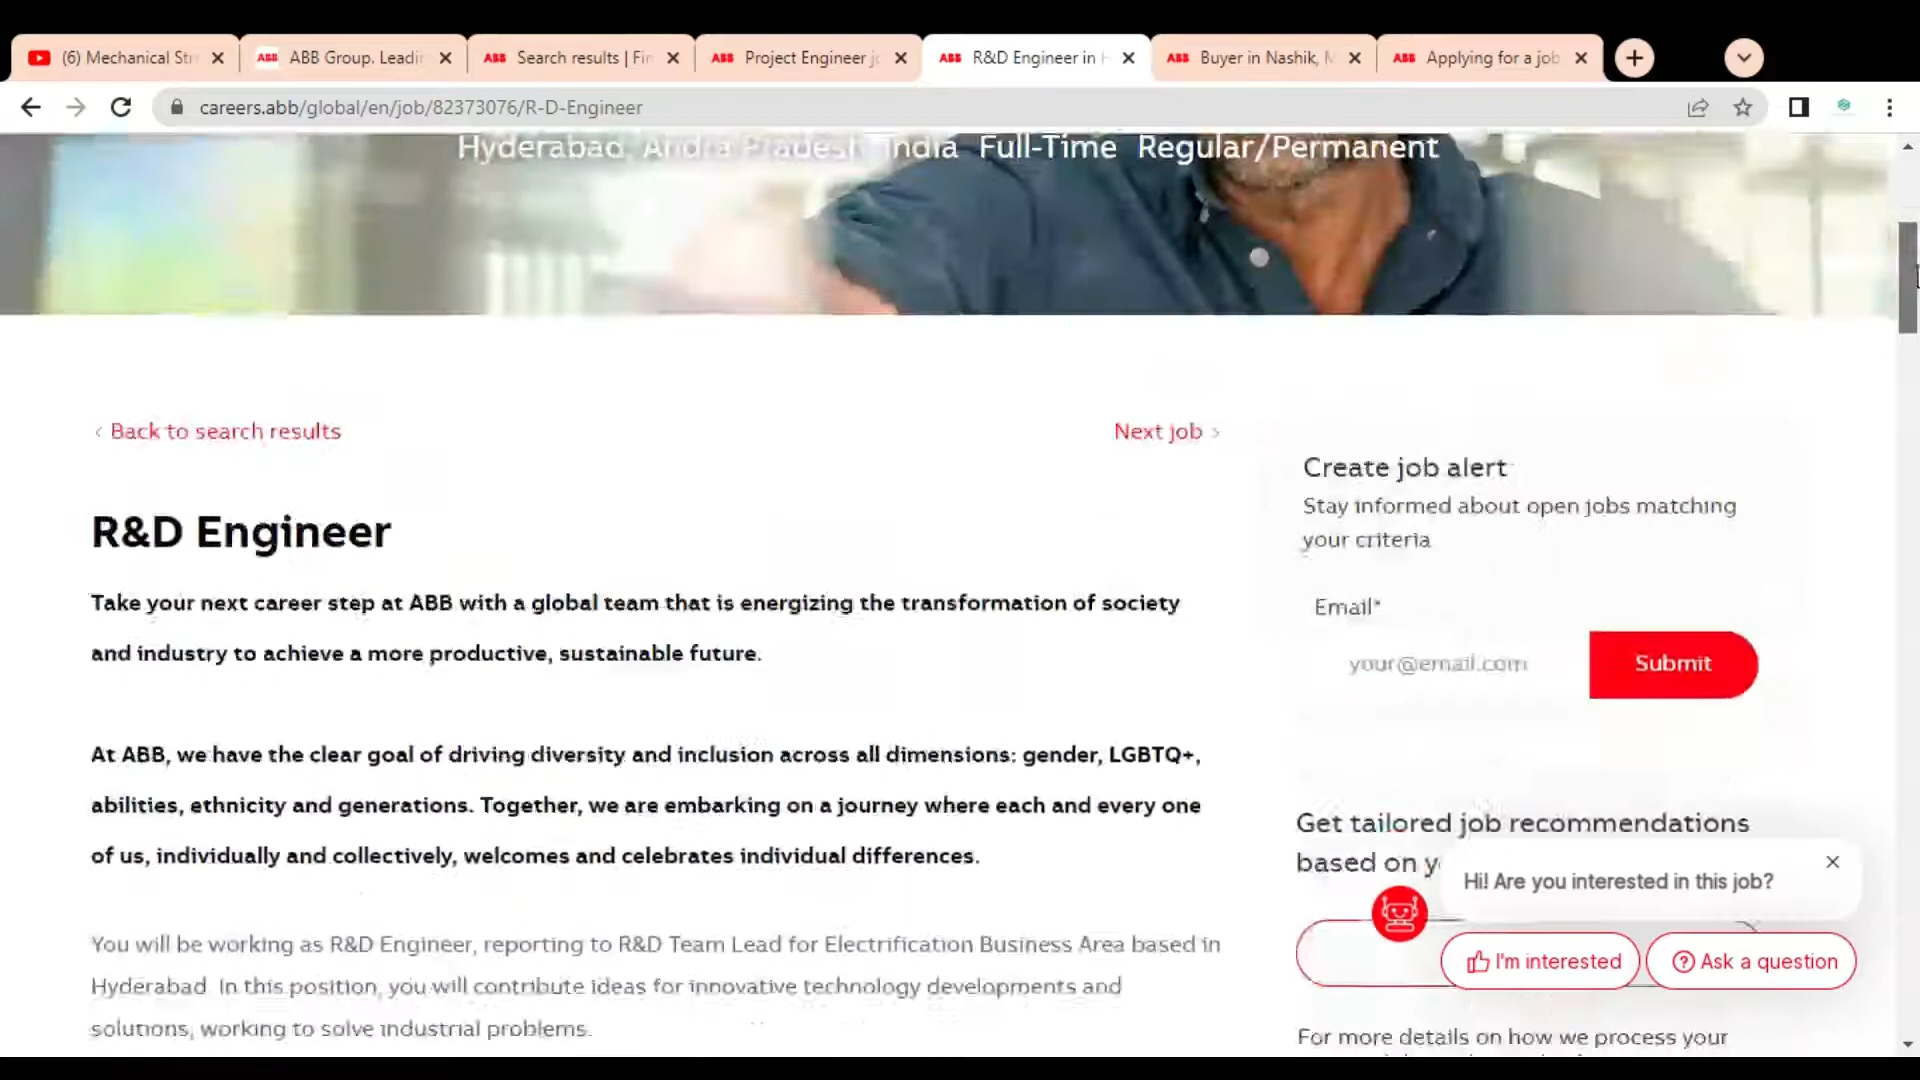 (6) Mechanical Str
ABB ABB Group. Leadi
ABB Search results | Fin
ABB Project Engineer jo
ABB R&D Engineer in H
ABB Buyer in Nashik, M
ABB Applying for a job
careers.abb/global/en/job/82373076/R-D-Engineer
Hyderabad, Andra Pradesh, India Full-Time Regular/Permanent
‹ Back to search results
Next job ›
R&D Engineer
Take your next career step at ABB with a global team that is energizing the transformation of society
and industry to achieve a more productive, sustainable future.
At ABB, we have the clear goal of driving diversity and inclusion across all dimensions: gender, LGBTQ+,
abilities, ethnicity and generations. Together, we are embarking on a journey where each and every one
of us, individually and collectively, welcomes and celebrates individual differences.
You will be working as R&D Engineer, reporting to R&D Team Lead for Electrification Business Area based in
Hyderabad. In this position, you will contribute ideas for innovative technology developments and
solutions, working to solve industrial problems.
Create job alert
Stay informed about open jobs matching
your criteria
Email*
your@email.com
Submit
Get tailored job recommendations
based on y
Hi! Are you interested in this job?
I'm interested
Ask a question
For more details on how we process your